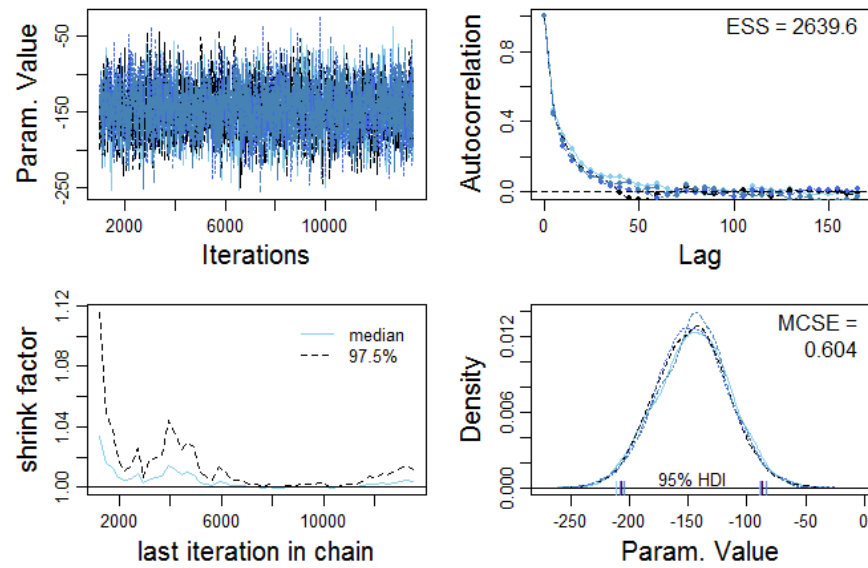 Param. Value
-50
-150
-250
2000
6000
10000
Iterations
Autocorrelation
1.0
0.8
0.4
0.0
ESS = 2639.6
0
50
100
150
Lag
shrink factor
1.12
1.08
1.04
1.00
median
97.5%
2000
6000
10000
last iteration in chain
Density
0.012
0.006
0.000
MCSE =
0.604
95% HDI
-250
-200
-150
-100
-50
0
Param. Value